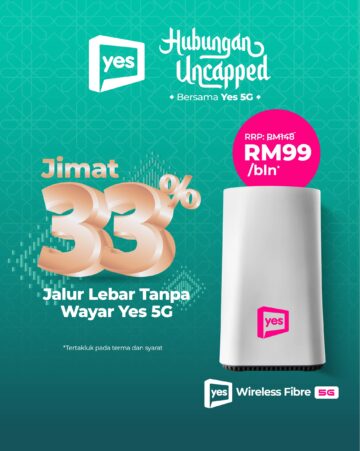 yes
Hubungan
Uncapped
Bersama Yes 5G
Jimat
33%
RRP: RM148
RM99
/bln*
Jalur Lebar Tanpa
Wayar Yes 5G
*Tertakluk pada terma dan syarat
yes
yes Wireless Fibre 5G